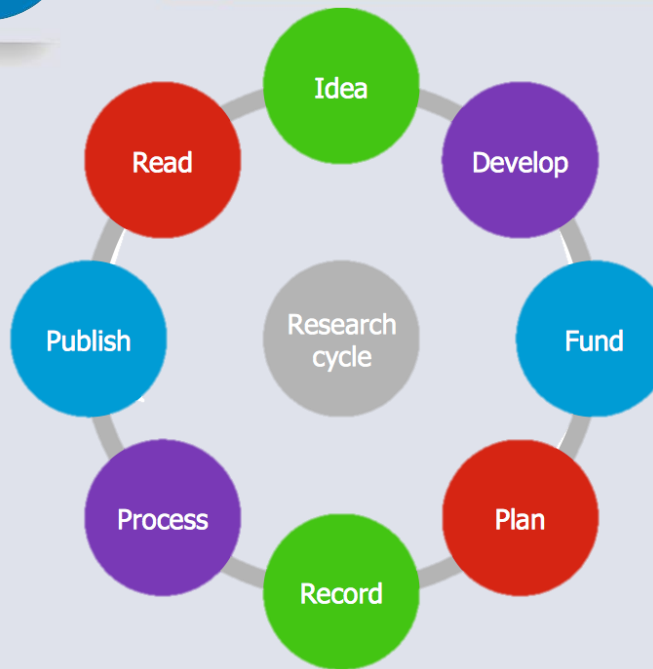 Idea
Develop
Fund
Plan
Record
Process
Publish
Read
Research
cycle